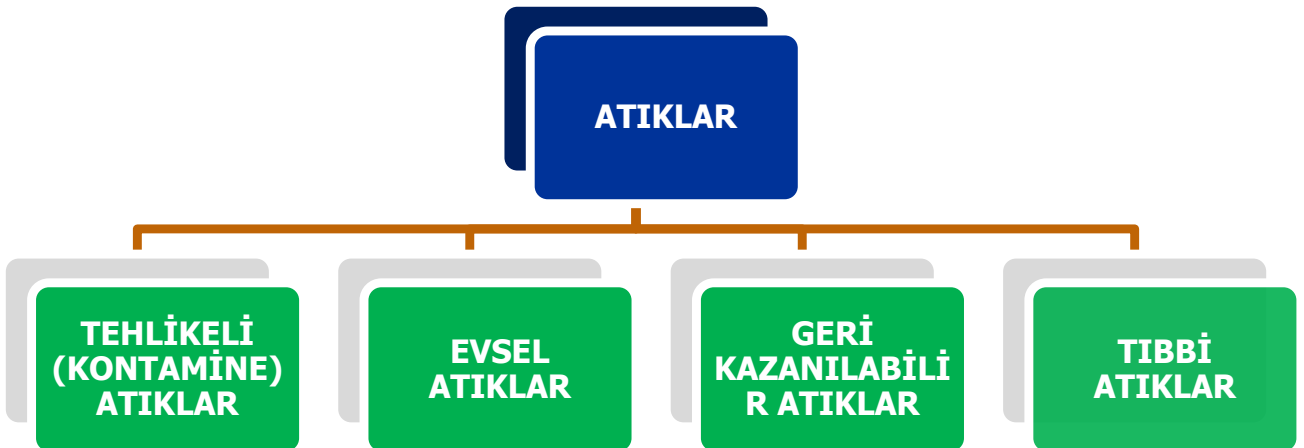 ATIKLAR
TEHLİKELİ
(KONTAMİNE)
ATIKLAR
EVSEL
ATIKLAR
GERİ
KAZANILABİLİ
R ATIKLAR
TIBBİ
ATIKLAR